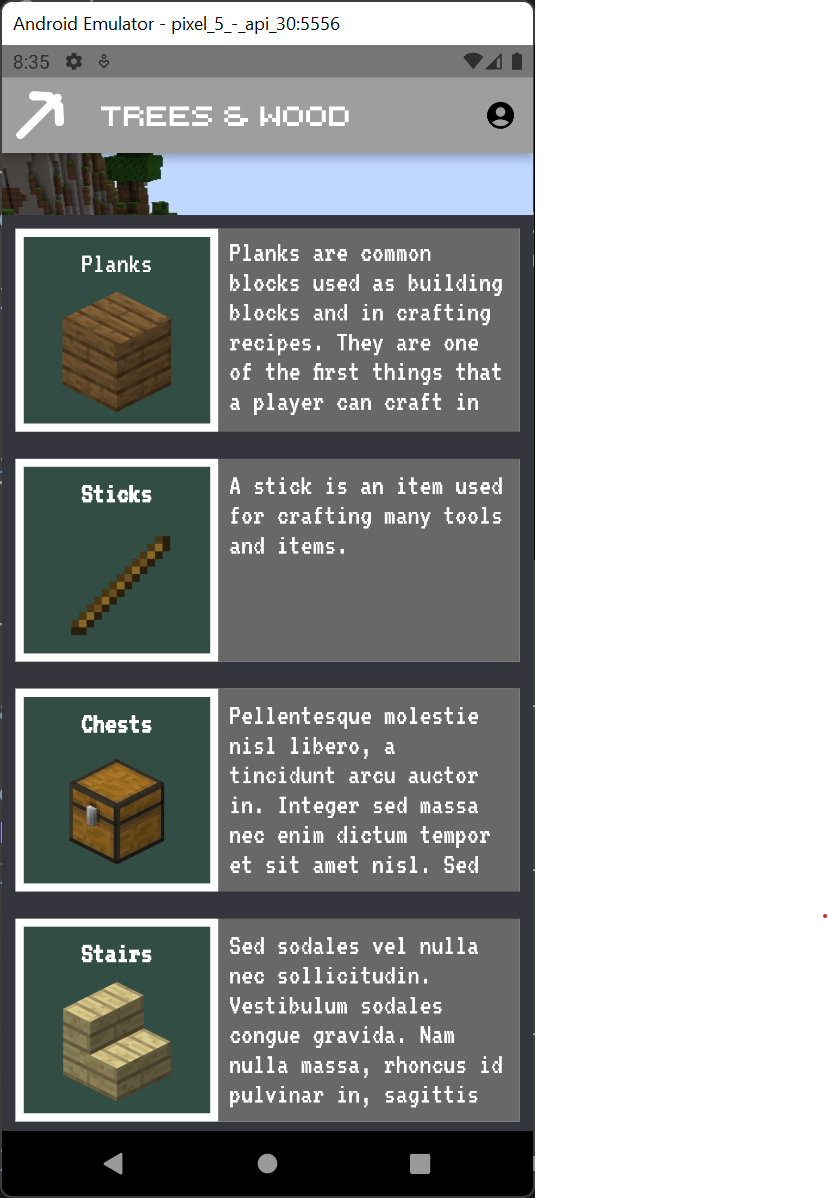 Android Emulator - pixel_5_-_api_30:5556
8:35
TREES & WOOD
Planks
Planks are common
blocks used as building
blocks and in crafting
recipes. They are one
of the first things that
a player can craft in
Sticks
A stick is an item used
for crafting many tools
and items.
Chests
Pellentesque molestie
nisl libero, a
tincidunt arcu auctor
in. Integer sed massa
nec enim dictum tempor
et sit amet nisl. Sed
Stairs
Sed sodales vel nulla
nec sollicitudin.
Vestibulum sodales
congue gravida. Nam
nulla massa, rhoncus id
pulvinar in, sagittis